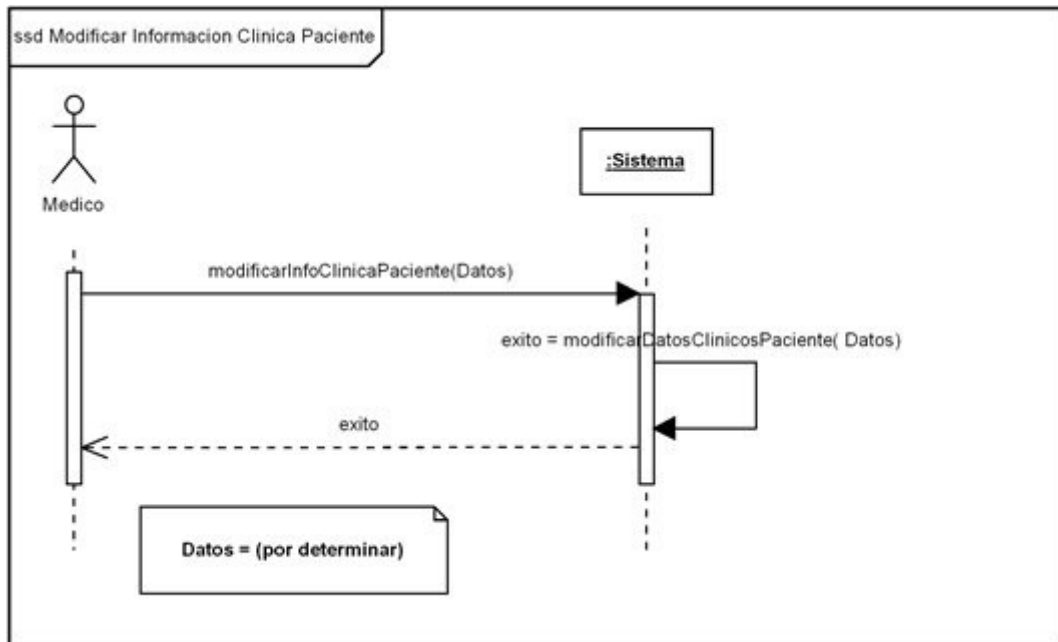 ssd Modificar Informacion Clinica Paciente
Medico
:Sistema
modificarInfoClinicaPaciente(Datos)
exito = modificarDatosClinicosPaciente( Datos)
exito
Datos = (por determinar)